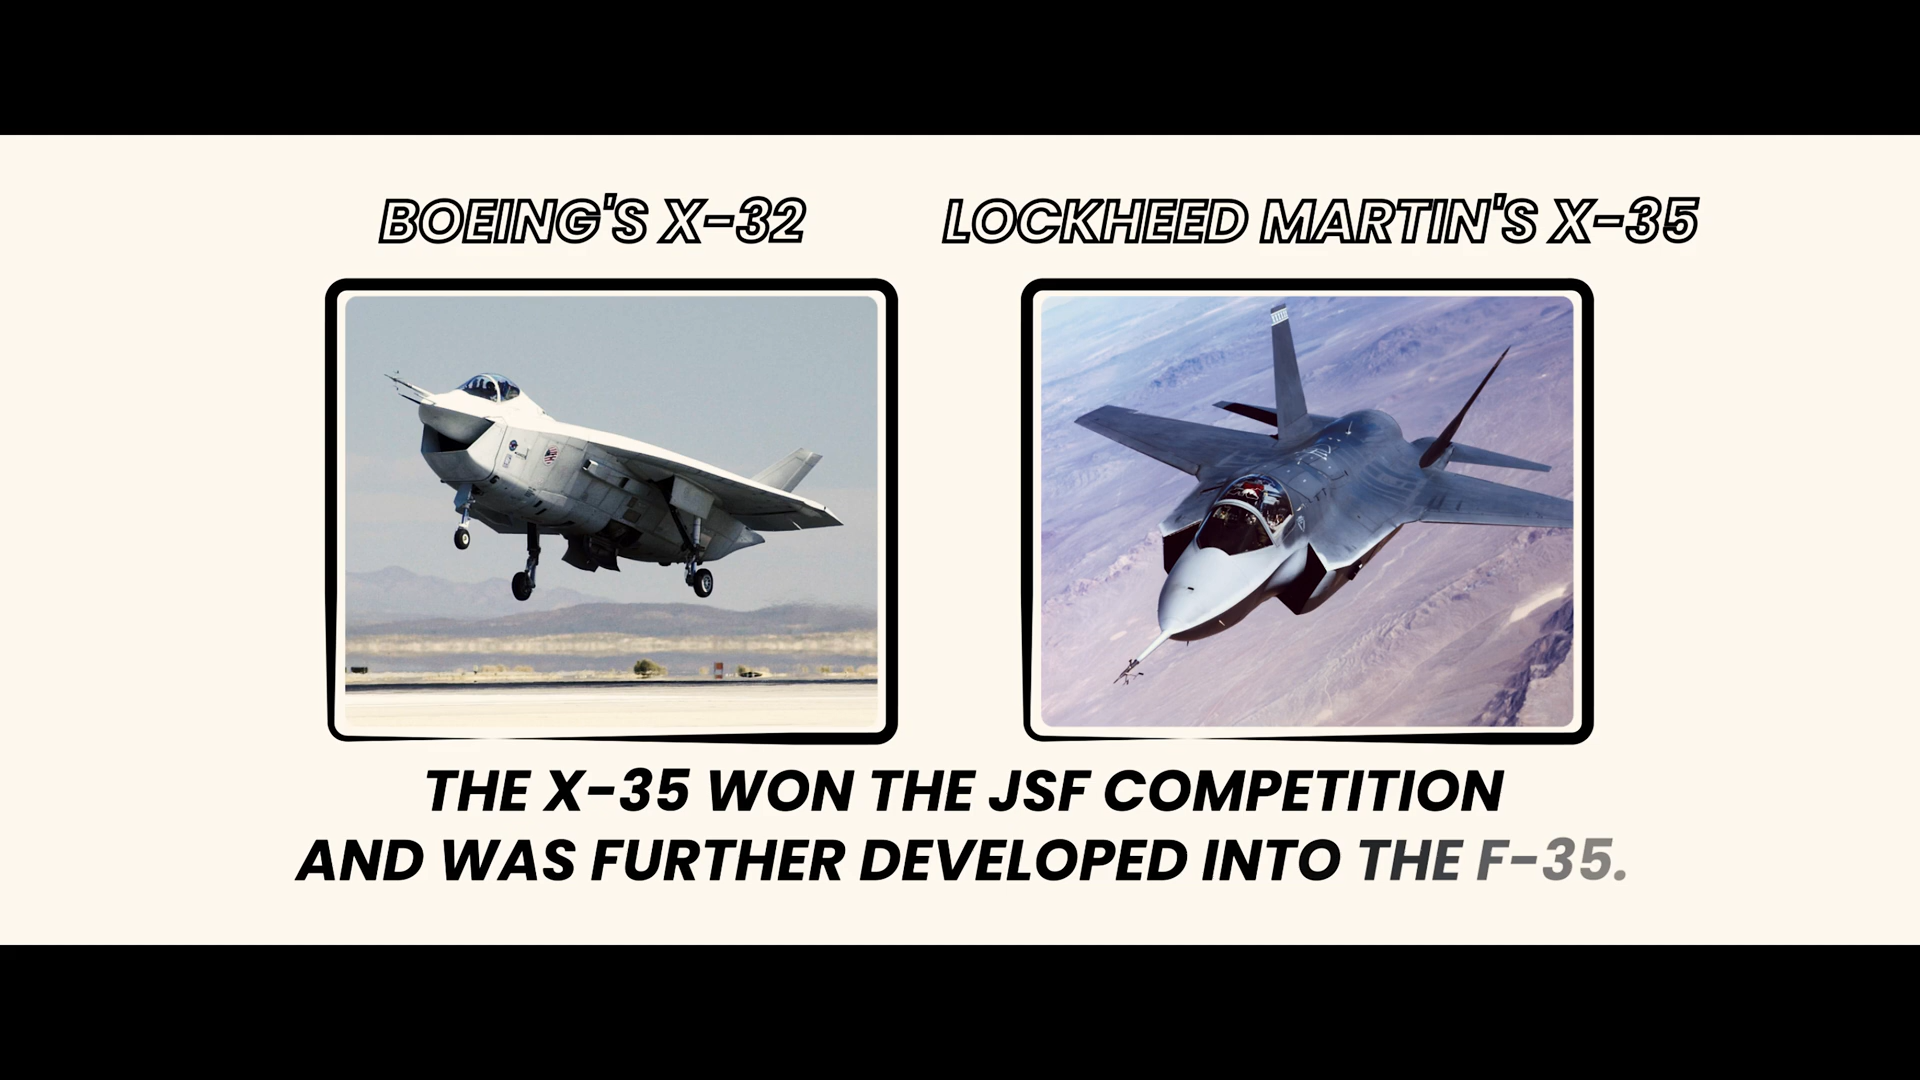 BOEING'S X-32
LOCKHEED MARTIN'S X-35
THE X-35 WON THE JSF COMPETITION
AND WAS FURTHER DEVELOPED INTO THE F-35.